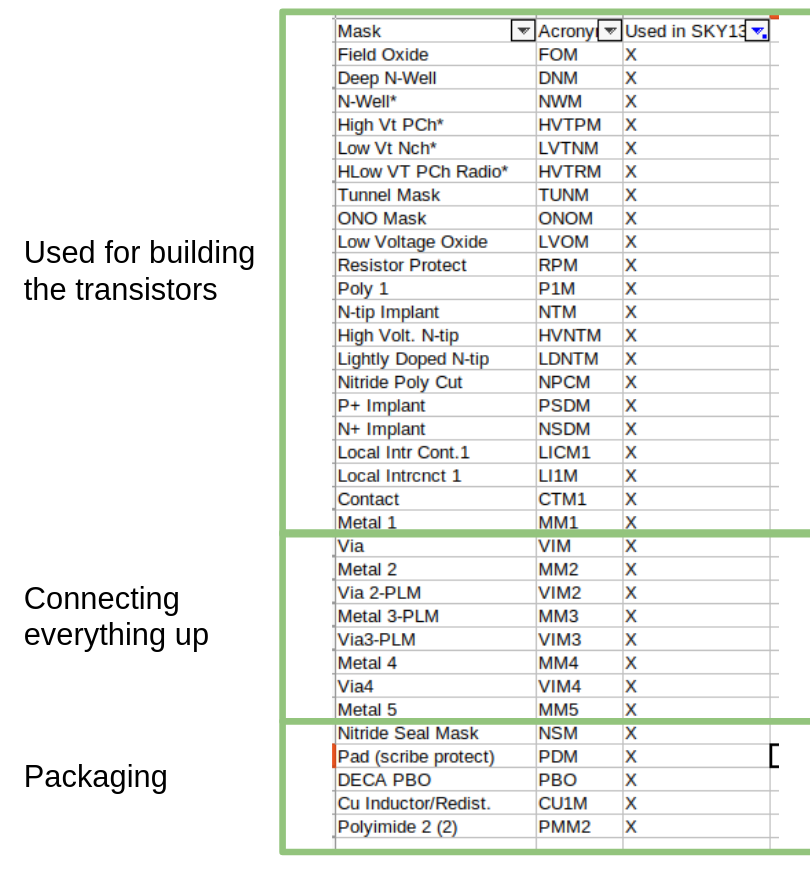 Mask Acrony Used in SKY13
Field Oxide FOM X
Deep N-Well DNM X
N-Well* NWM X
High Vt PCh* HVTPM X
Low Vt Nch* LVTNM X
HLow VT PCh Radio* HVTRM X
Tunnel Mask TUNM X
ONO Mask ONOM X
Low Voltage Oxide LVOM X
Resistor Protect RPM X
Poly 1 P1M X
N-tip Implant NTM X
High Volt. N-tip HVNTM X
Lightly Doped N-tip LDNTM X
Nitride Poly Cut NPCM X
P+ Implant PSDM X
N+ Implant NSDM X
Local Intr Cont.1 LICM1 X
Local Intrcnct 1 LI1M X
Contact CTM1 X
Metal 1 MM1 X
Used for building
the transistors
Via VIM X
Metal 2 MM2 X
Via 2-PLM VIM2 X
Metal 3-PLM MM3 X
Via3-PLM VIM3 X
Metal 4 MM4 X
Via4 VIM4 X
Metal 5 MM5 X
Connecting
everything up
Nitride Seal Mask NSM X
Pad (scribe protect) PDM X
DECA PBO PBO X
Cu Inductor/Redist. CU1M X
Polyimide 2 (2) PMM2 X
Packaging